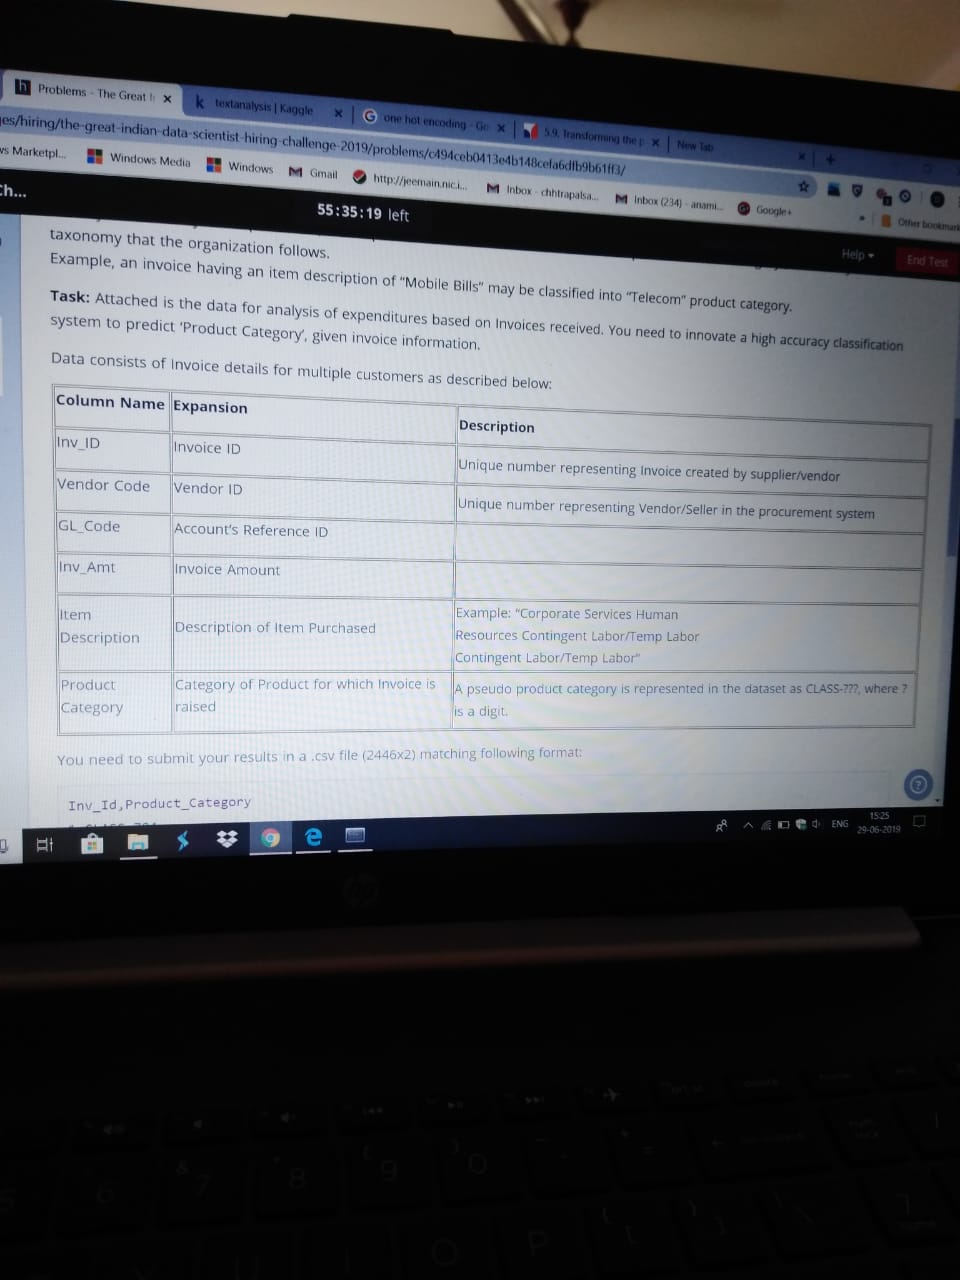 Problems - The Great I
textanalysis | Kaggle
one hot encoding - Go
5.9. Transforming the p
New Tab
es/hiring/the-great-indian-data-scientist-hiring-challenge-2019/problems/c494ceb0413e4b148cefa6dfb9b61ff3/
vs Marketpl...
Windows Media
Windows
Gmail
http://jeemain.nic.i...
Inbox - chhtrapalsa...
Inbox (234) - anami...
Google+
Other bookmark
Ch...
55:35:19 left
Help
End Test
taxonomy that the organization follows.
Example, an invoice having an item description of "Mobile Bills" may be classified into "Telecom" product category.
Task: Attached is the data for analysis of expenditures based on Invoices received. You need to innovate a high accuracy classification
system to predict 'Product Category', given invoice information.
Data consists of Invoice details for multiple customers as described below:
Column Name Expansion Description
Inv_ID Invoice ID Unique number representing Invoice created by supplier/vendor
Vendor Code Vendor ID Unique number representing Vendor/Seller in the procurement system
GL_Code Account's Reference ID
Inv_Amt Invoice Amount
Item
Description
Description of Item Purchased
Example: "Corporate Services Human
Resources Contingent Labor/Temp Labor
Contingent Labor/Temp Labor"
Product
Category
Category of Product for which Invoice is
raised
A pseudo product category is represented in the dataset as CLASS-???, where ?
is a digit.
You need to submit your results in a .csv file (2446x2) matching following format:
Inv_Id,Product_Category
ENG
15:25
29-06-2019
hp
6
7
8
9
0
O
P